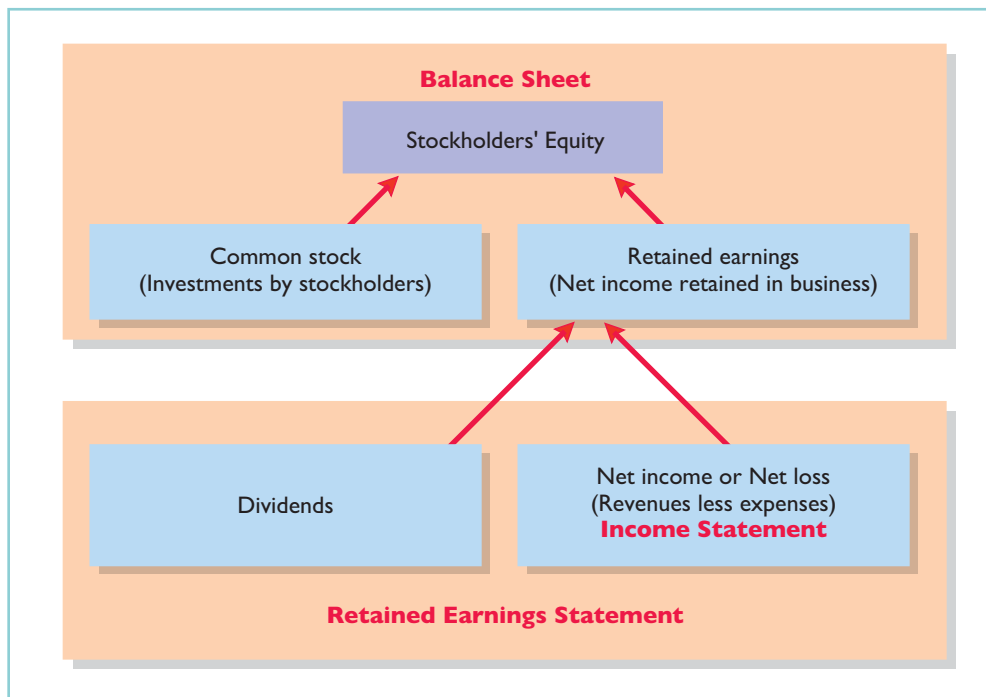 Balance Sheet
Stockholders' Equity
Common stock
(Investments by stockholders)
Retained earnings
(Net income retained in business)
Dividends
Net income or Net loss
(Revenues less expenses)
Income Statement
Retained Earnings Statement